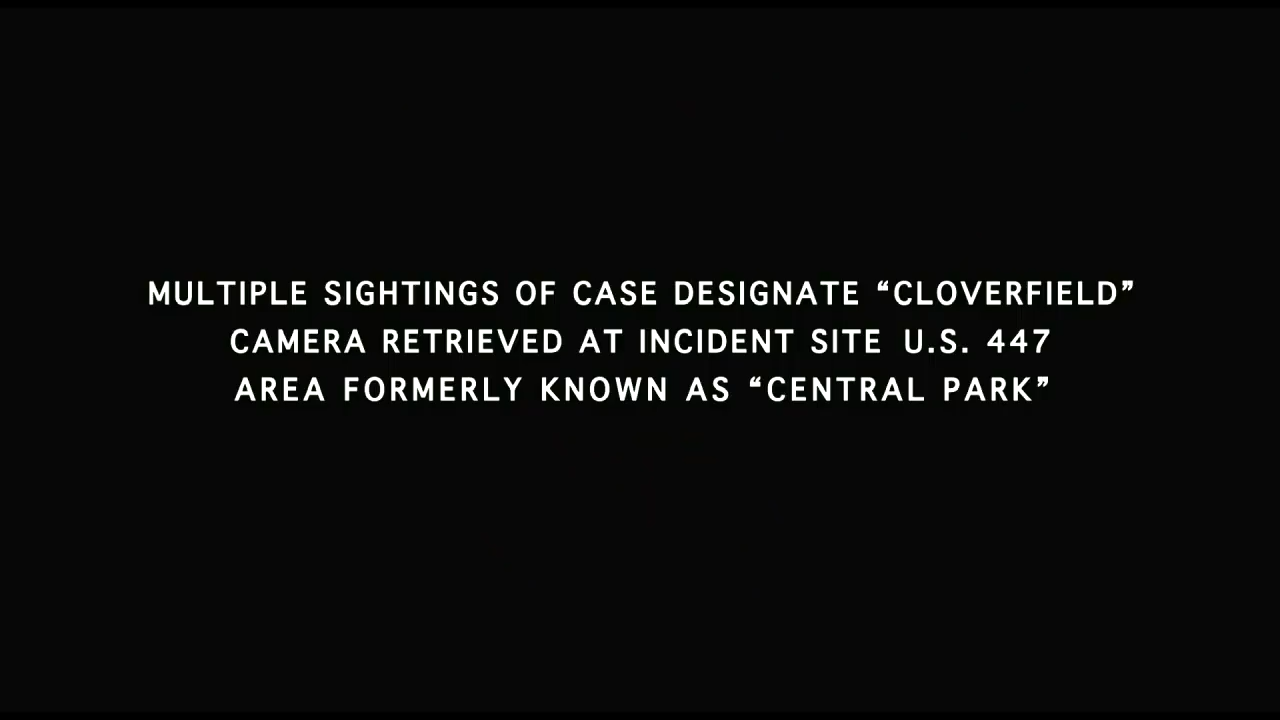 MULTIPLE SIGHTINGS OF CASE DESIGNATE “CLOVERFIELD”
CAMERA RETRIEVED AT INCIDENT SITE U.S. 447
AREA FORMERLY KNOWN AS “CENTRAL PARK”